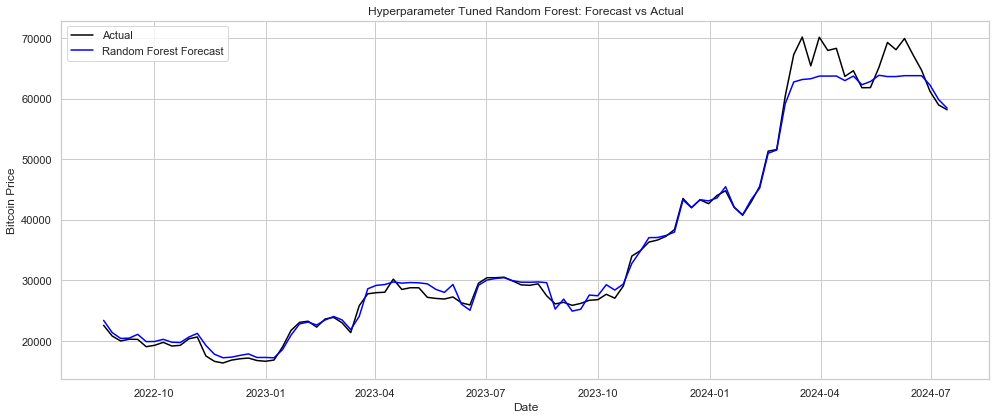 Hyperparameter Tuned Random Forest: Forecast vs Actual
Actual
Random Forest Forecast
70000
60000
50000
40000
30000
20000
Bitcoin Price
2022-10
2023-01
2023-04
2023-07
2023-10
2024-01
2024-04
2024-07
Date